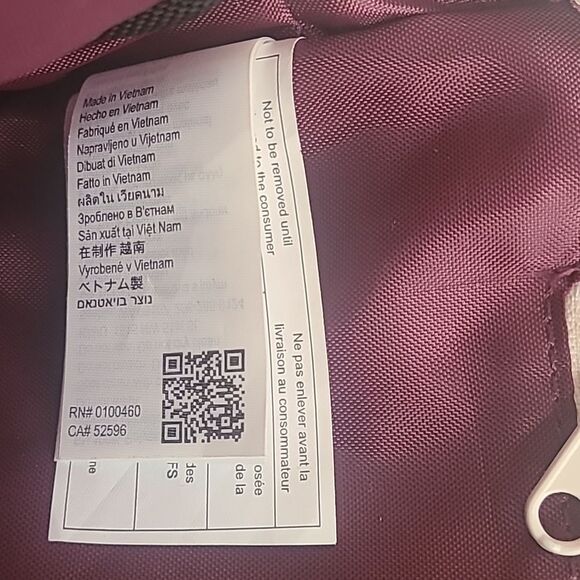 Made in Vietnam
Hecho en Vietnam
Fabriqué en Vietnam
Napravljeno u Vijetnam
Dibuat di Vietnam
Fatto in Vietnam
ผลิตใน เวียดนาม
Зроблено в В'єтнам
Sản xuất tại Việt Nam
在制作 越南
Vyrobené v Vietnam
ベトナム製
נוצר בוויאטנאם
RN# 0100460
CA# 52596
Not to be removed until
to the consumer
Ne pas enlever avant la
livraison au consommateur
osée
de la
des
FS
ne